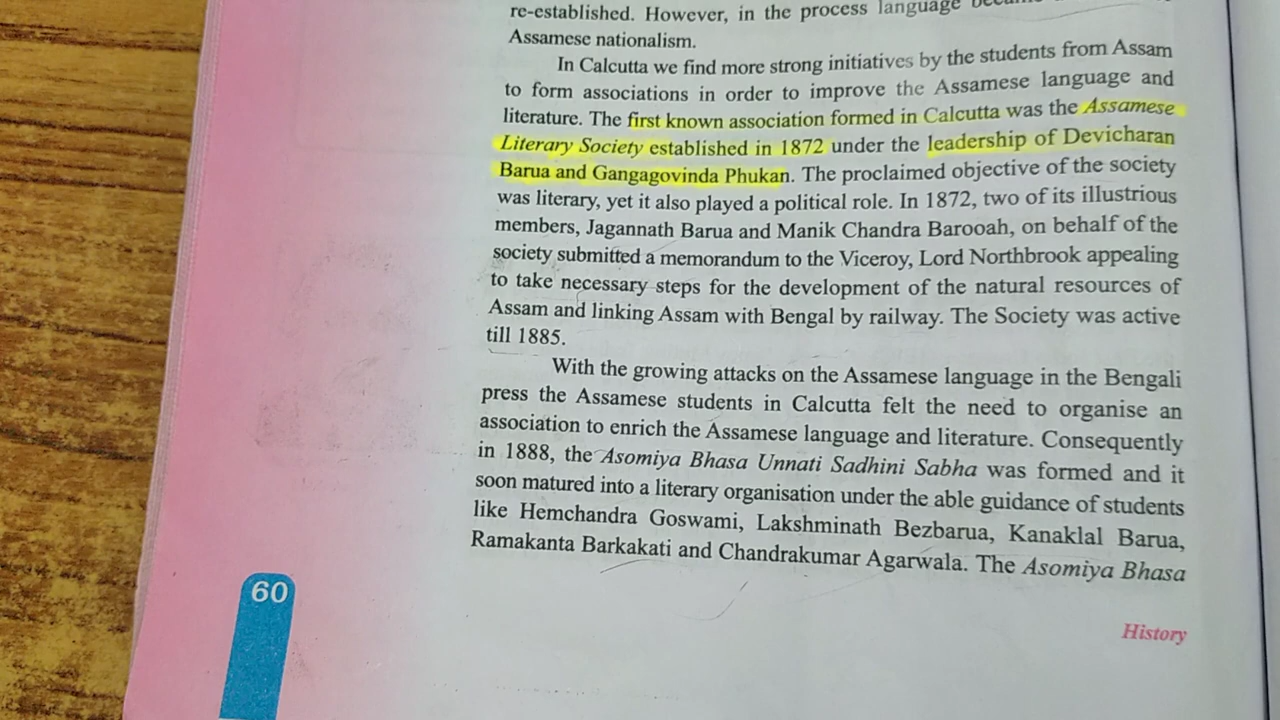 re-established. However, in the process language
Assamese nationalism.
In Calcutta we find more strong initiatives by the students from Assam
to form associations in order to improve the Assamese language and
literature. The first known association formed in Calcutta was the Assamese
Literary Society established in 1872 under the leadership of Devicharan
Barua and Gangagovinda Phukan. The proclaimed objective of the society
was literary, yet it also played a political role. In 1872, two of its illustrious
members, Jagannath Barua and Manik Chandra Barooah, on behalf of the
society submitted a memorandum to the Viceroy, Lord Northbrook appealing
to take necessary steps for the development of the natural resources of
Assam and linking Assam with Bengal by railway. The Society was active
till 1885.
With the growing attacks on the Assamese language in the Bengali
press the Assamese students in Calcutta felt the need to organise an
association to enrich the Assamese language and literature. Consequently
in 1888, the Asomiya Bhasa Unnati Sadhini Sabha was formed and it
soon matured into a literary organisation under the able guidance of students
like Hemchandra Goswami, Lakshminath Bezbarua, Kanaklal Barua,
Ramakanta Barkakati and Chandrakumar Agarwala. The Asomiya Bhasa
60
History